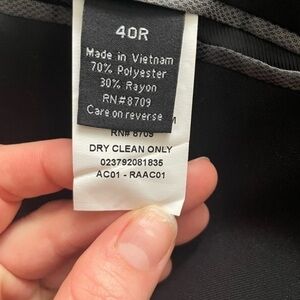 40R
Made in Vietnam
70% Polyester
30% Rayon
RN#8709
Care on reverse
M
RN# 8709
DRY CLEAN ONLY
023792081835
AC01 - RAAC01